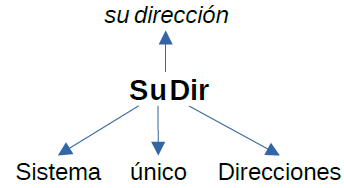 su dirección
SuDir
Sistema único Direcciones